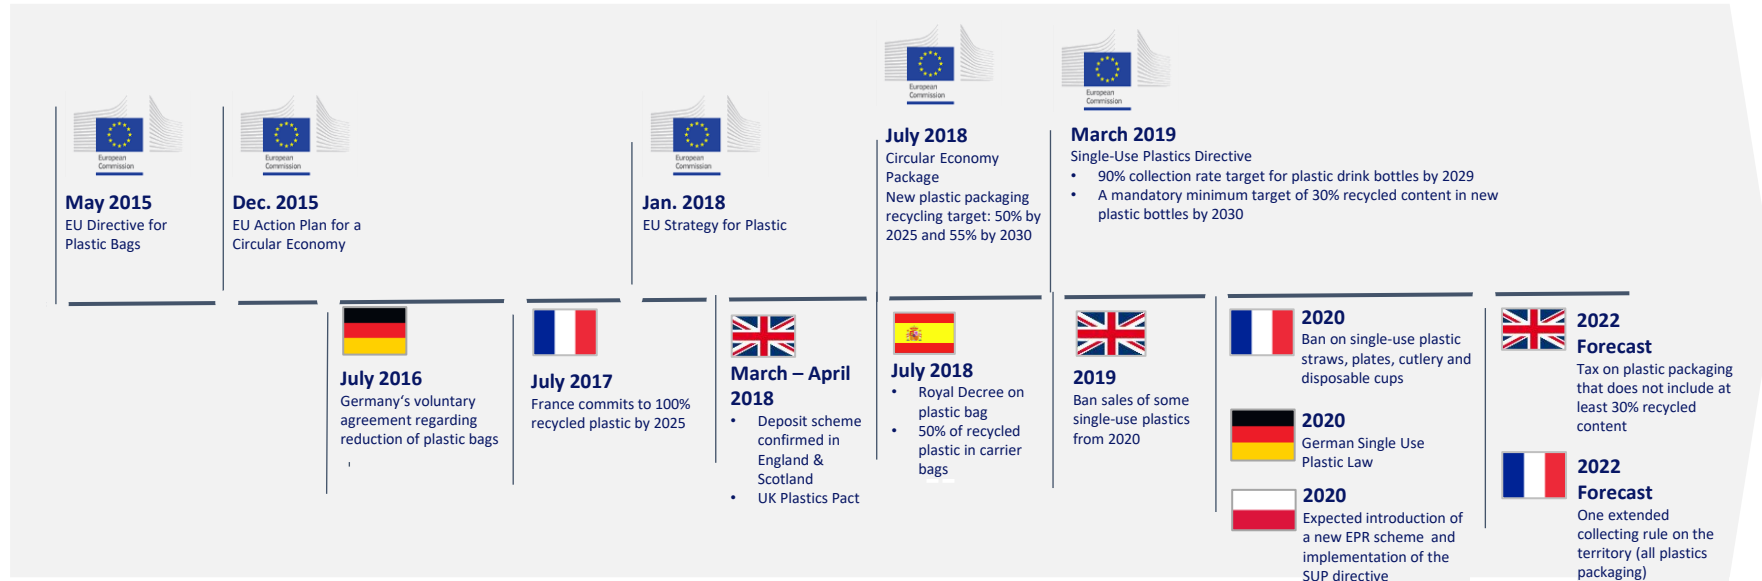 European
Commission
May 2015
EU Directive for
Plastic Bags
European
Commission
Dec. 2015
EU Action Plan for a
Circular Economy
European
Commission
Jan. 2018
EU Strategy for Plastic
European
Commission
July 2018
Circular Economy
Package
New plastic packaging
recycling target: 50% by
2025 and 55% by 2030
European
Commission
March 2019
Single-Use Plastics Directive
• 90% collection rate target for plastic drink bottles by 2029
• A mandatory minimum target of 30% recycled content in new
plastic bottles by 2030
July 2016
Germany‘s voluntary
agreement regarding
reduction of plastic bags
July 2017
France commits to 100%
recycled plastic by 2025
March – April
2018
• Deposit scheme
confirmed in
England &
Scotland
• UK Plastics Pact
July 2018
• Royal Decree on
plastic bag
• 50% of recycled
plastic in carrier
bags
2019
Ban sales of some
single-use plastics
from 2020
2020
Ban on single-use plastic
straws, plates, cutlery and
disposable cups
2020
German Single Use
Plastic Law
2020
Expected introduction of
a new EPR scheme and
implementation of the
SUP directive
2022
Forecast
Tax on plastic packaging
that does not include at
least 30% recycled
content
2022
Forecast
One extended
collecting rule on the
territory (all plastics
packaging)